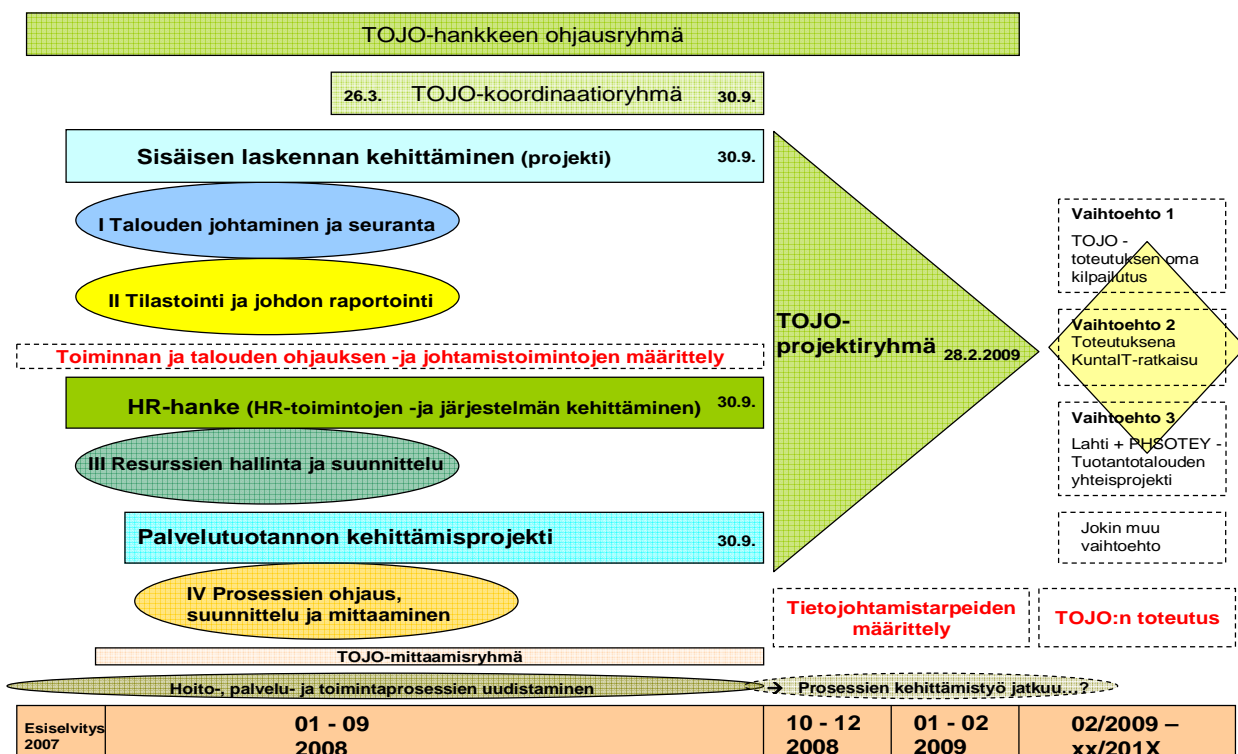 TOJO-hankkeen ohjausryhmä
26.3. TOJO-koordinaatioryhmä 30.9.
Sisäisen laskennan kehittäminen (projekti) 30.9.
I Talouden johtaminen ja seuranta
II Tilastointi ja johdon raportointi
Toiminnan ja talouden ohjauksen -ja johtamistoimintojen määrittely
HR-hanke (HR-toimintojen -ja järjestelmän kehittäminen) 30.9.
III Resurssien hallinta ja suunnittelu
Palvelutuotannon kehittämisprojekti 30.9.
IV Prosessien ohjaus,
suunnittelu ja mittaaminen
TOJO-mittaamisryhmä
TOJO-
projektiryhmä 28.2.2009
Vaihtoehto 1
TOJO -
toteutuksen oma
kilpailutus
Vaihtoehto 2
Toteutuksena
KuntaIT-ratkaisu
Vaihtoehto 3
Lahti + PHSOTEY -
Tuotantotalouden
yhteisprojekti
Jokin muu
vaihtoehto
Tietojohtamistarpeiden
määrittely
TOJO:n toteutus
Hoito-, palvelu- ja toimintaprosessien uudistaminen
→ Prosessien kehittämistyö jatkuu...?
Esiselvitys
2007
01 - 09
2008
10 - 12
2008
01 - 02
2009
02/2009 –
xx/201X